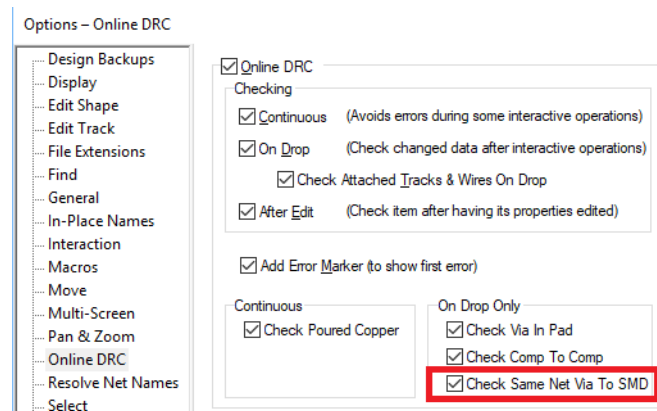 Options – Online DRC
Design Backups
Display
Edit Shape
Edit Track
File Extensions
Find
General
In-Place Names
Interaction
Macros
Move
Multi-Screen
Pan & Zoom
Online DRC
Resolve Net Names
Select
Online DRC
Checking
Continuous (Avoids errors during some interactive operations)
On Drop (Check changed data after interactive operations)
Check Attached Tracks & Wires On Drop
After Edit (Check item after having its properties edited)
Add Error Marker (to show first error)
Continuous
Check Poured Copper
On Drop Only
Check Via In Pad
Check Comp To Comp
Check Same Net Via To SMD